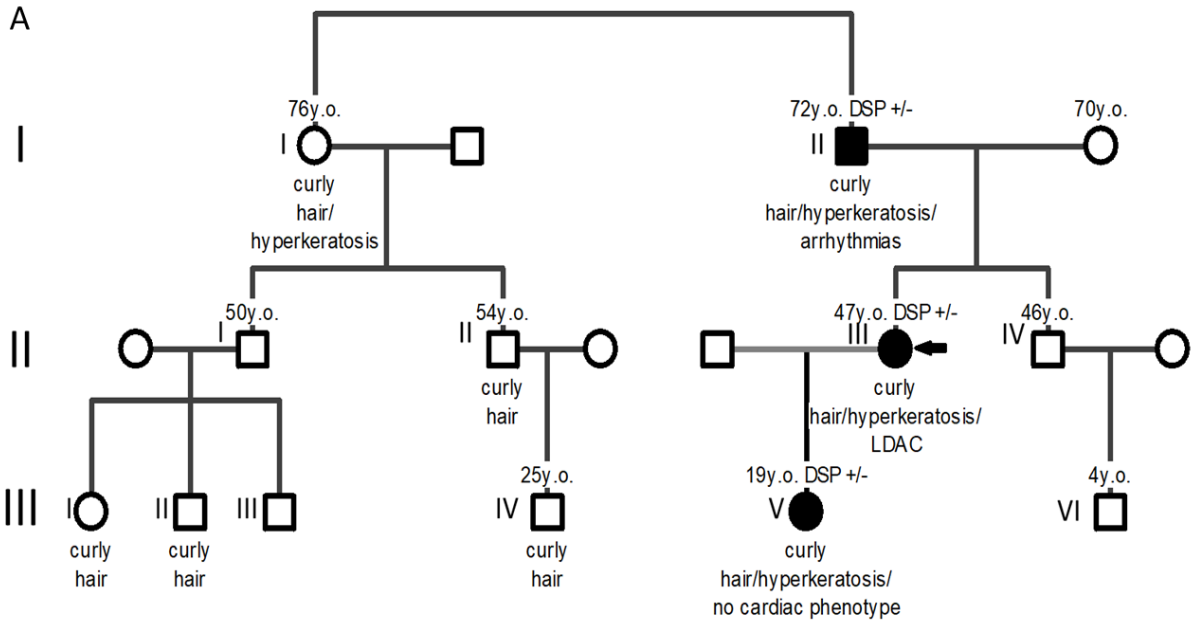 A
76y.o.
72y.o. DSP +/-
70y.o.
I
I
II
curly
hair/
hyperkeratosis
curly
hair/hyperkeratosis/
arrhythmias
50y.o.
54y.o.
47y.o. DSP +/-
46y.o.
II
I
II
III
IV
curly
hair
curly
hair/hyperkeratosis/
LDAC
25y.o.
19y.o. DSP +/-
4y.o.
III
I
II
III
IV
V
VI
curly
hair
curly
hair
curly
hair
curly
hair/hyperkeratosis/
no cardiac phenotype